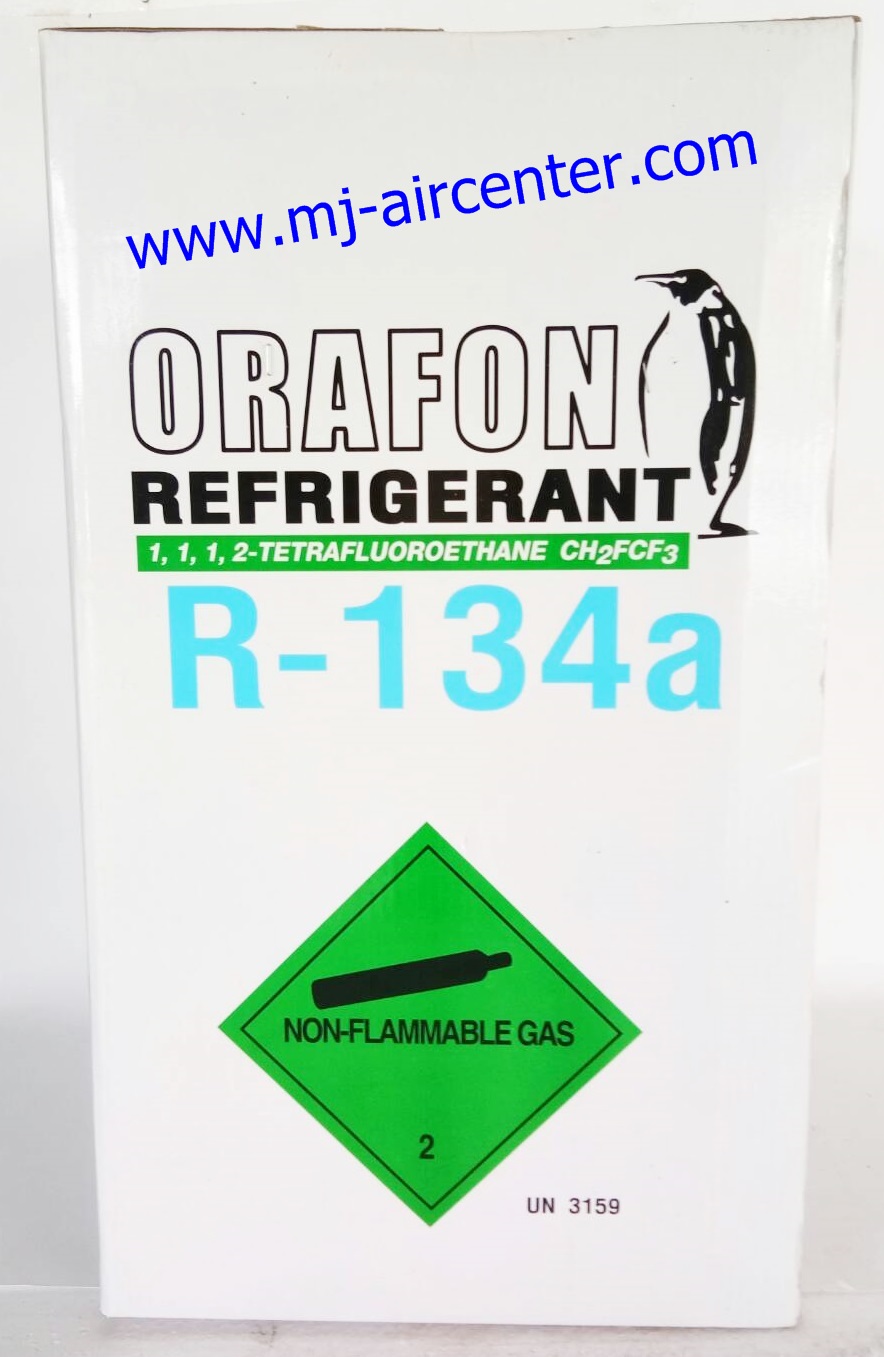 www.mj-aircenter.com
ORAFON
REFRIGERANT
1, 1, 1, 2-TETRAFLUOROETHANE CH2FCF3
R-134a
NON-FLAMMABLE GAS
2
UN 3159